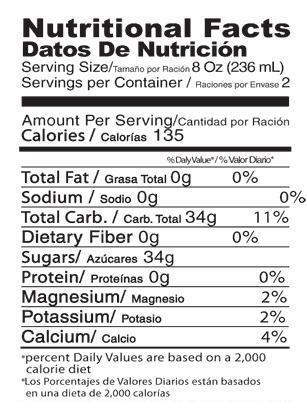 Nutritional Facts
Datos De Nutrición
Serving Size/Tamaño por Ración 8 Oz (236 mL)
Servings per Container / Raciones por Envase 2
Amount Per Serving/Cantidad por Ración
Calories / Calorías 135
% Daly Value* / % Valor Diario*
Total Fat / Grasa Total 0g 0%
Sodium / Sodio 0g 0%
Total Carb. / Carb. Total 34g 11%
Dietary Fiber 0g 0%
Sugars/ Azúcares 34g
Protein/ Proteínas 0g 0%
Magnesium/ Magnesio 2%
Potassium/ Potasio 2%
Calcium/ Calcio 4%
*percent Daily Values are based on a 2,000
calorie diet
*Los Porcentajes de Valores Diarios están basados
en una dieta de 2,000 calorías